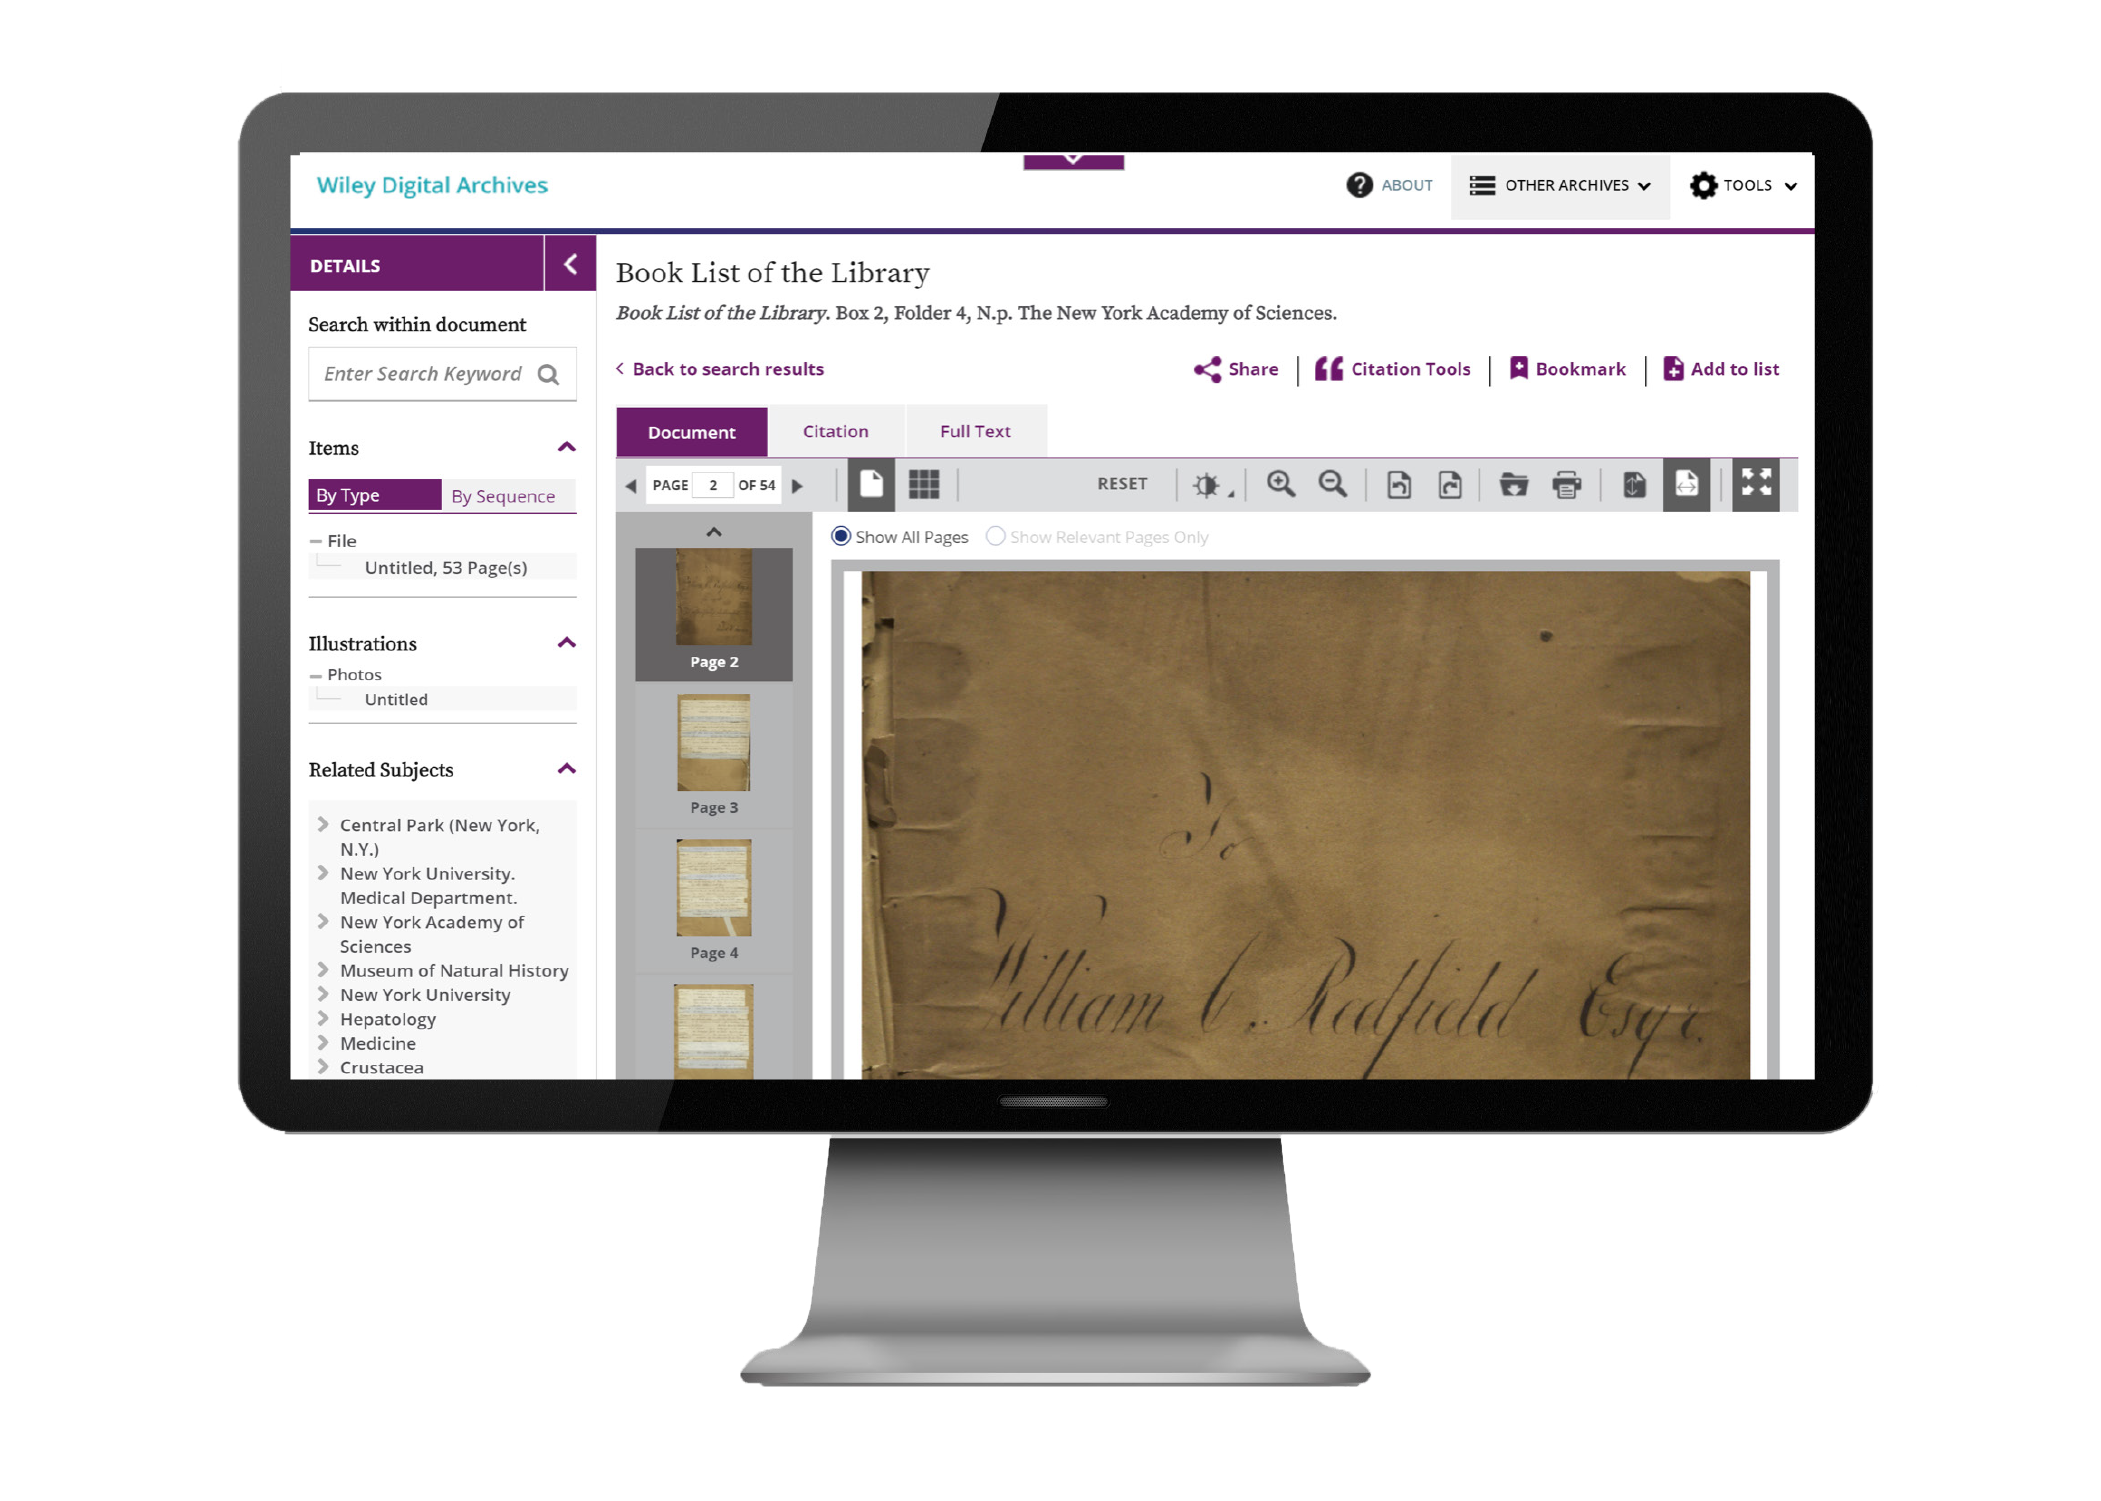 Wiley Digital Archives
ABOUT
OTHER ARCHIVES
TOOLS
DETAILS
Search within document
Enter Search Keyword
Items
By Type
By Sequence
File
Untitled, 53 Page(s)
Illustrations
Photos
Untitled
Related Subjects
Central Park (New York,
N.Y.)
New York University.
Medical Department.
New York Academy of
Sciences
Museum of Natural History
New York University
Hepatology
Medicine
Crustacea
Book List of the Library
Book List of the Library. Box 2, Folder 4, N.p. The New York Academy of Sciences.
Back to search results
Share
Citation Tools
Bookmark
Add to list
Document
Citation
Full Text
PAGE 2 OF 54
RESET
Show All Pages
Show Relevant Pages Only
Page 2
Page 3
Page 4
To
William C. Redfield Esqr.